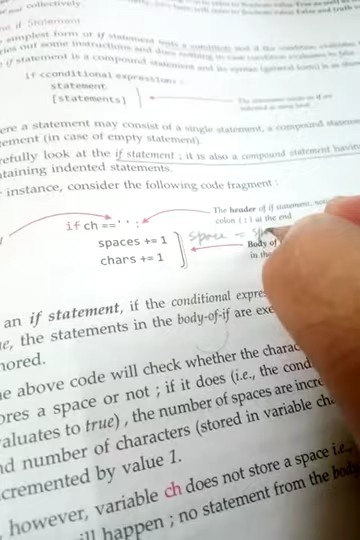 collectively.
if Statement
simplest form of if statement tests a condition and if the condition evaluates
out some instructions and does nothing in case condition evaluates to false.
if statement is a compound statement and its syntax (general form) is as
if <conditional expression> :
statement
[statements]
ere a statement may consist of a single statement, a compound statement
ement (in case of empty statement).
refully look at the if statement ; it is also a compound statement having
ntaining indented statements.
instance, consider the following code fragment :
The header of if statement,
colon ( : ) at the end
if ch ==' ' :
spaces += 1
chars += 1
space =
Body of
in the
an if statement, if the conditional expre
e, the statements in the body-of-if are exe
nored.
e above code will check whether the charac
ores a space or not ; if it does (i.e., the cond
valuates to true) , the number of spaces are incre
nd number of characters (stored in variable cha
cremented by value 1.
, however, variable ch does not store a space i.e.,
ill happen ; no statement from the body